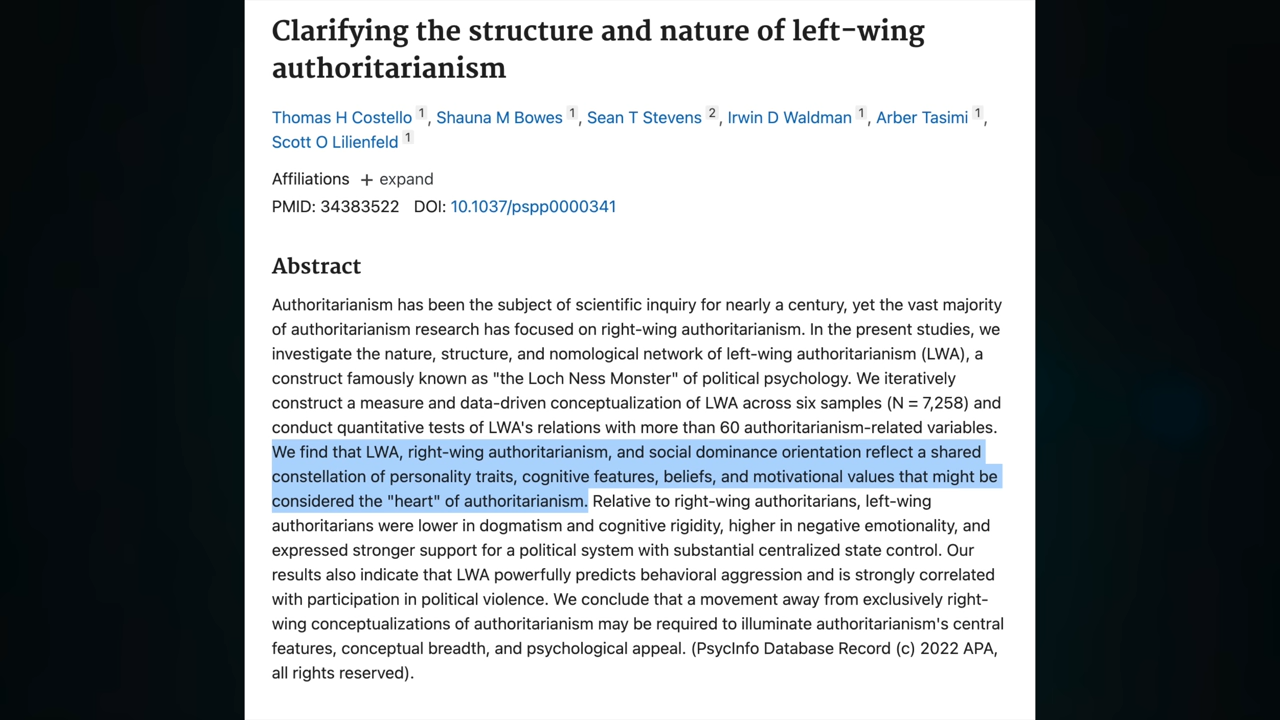 Clarifying the structure and nature of left-wing
authoritarianism
Thomas H Costello 1, Shauna M Bowes 1, Sean T Stevens 2, Irwin D Waldman 1, Arber Tasimi 1,
Scott O Lilienfeld 1
Affiliations + expand
PMID: 34383522 DOI: 10.1037/pspp0000341
Abstract
Authoritarianism has been the subject of scientific inquiry for nearly a century, yet the vast majority
of authoritarianism research has focused on right-wing authoritarianism. In the present studies, we
investigate the nature, structure, and nomological network of left-wing authoritarianism (LWA), a
construct famously known as "the Loch Ness Monster" of political psychology. We iteratively
construct a measure and data-driven conceptualization of LWA across six samples (N = 7,258) and
conduct quantitative tests of LWA's relations with more than 60 authoritarianism-related variables.
We find that LWA, right-wing authoritarianism, and social dominance orientation reflect a shared
constellation of personality traits, cognitive features, beliefs, and motivational values that might be
considered the "heart" of authoritarianism. Relative to right-wing authoritarians, left-wing
authoritarians were lower in dogmatism and cognitive rigidity, higher in negative emotionality, and
expressed stronger support for a political system with substantial centralized state control. Our
results also indicate that LWA powerfully predicts behavioral aggression and is strongly correlated
with participation in political violence. We conclude that a movement away from exclusively right-
wing conceptualizations of authoritarianism may be required to illuminate authoritarianism's central
features, conceptual breadth, and psychological appeal. (PsycInfo Database Record (c) 2022 APA,
all rights reserved).